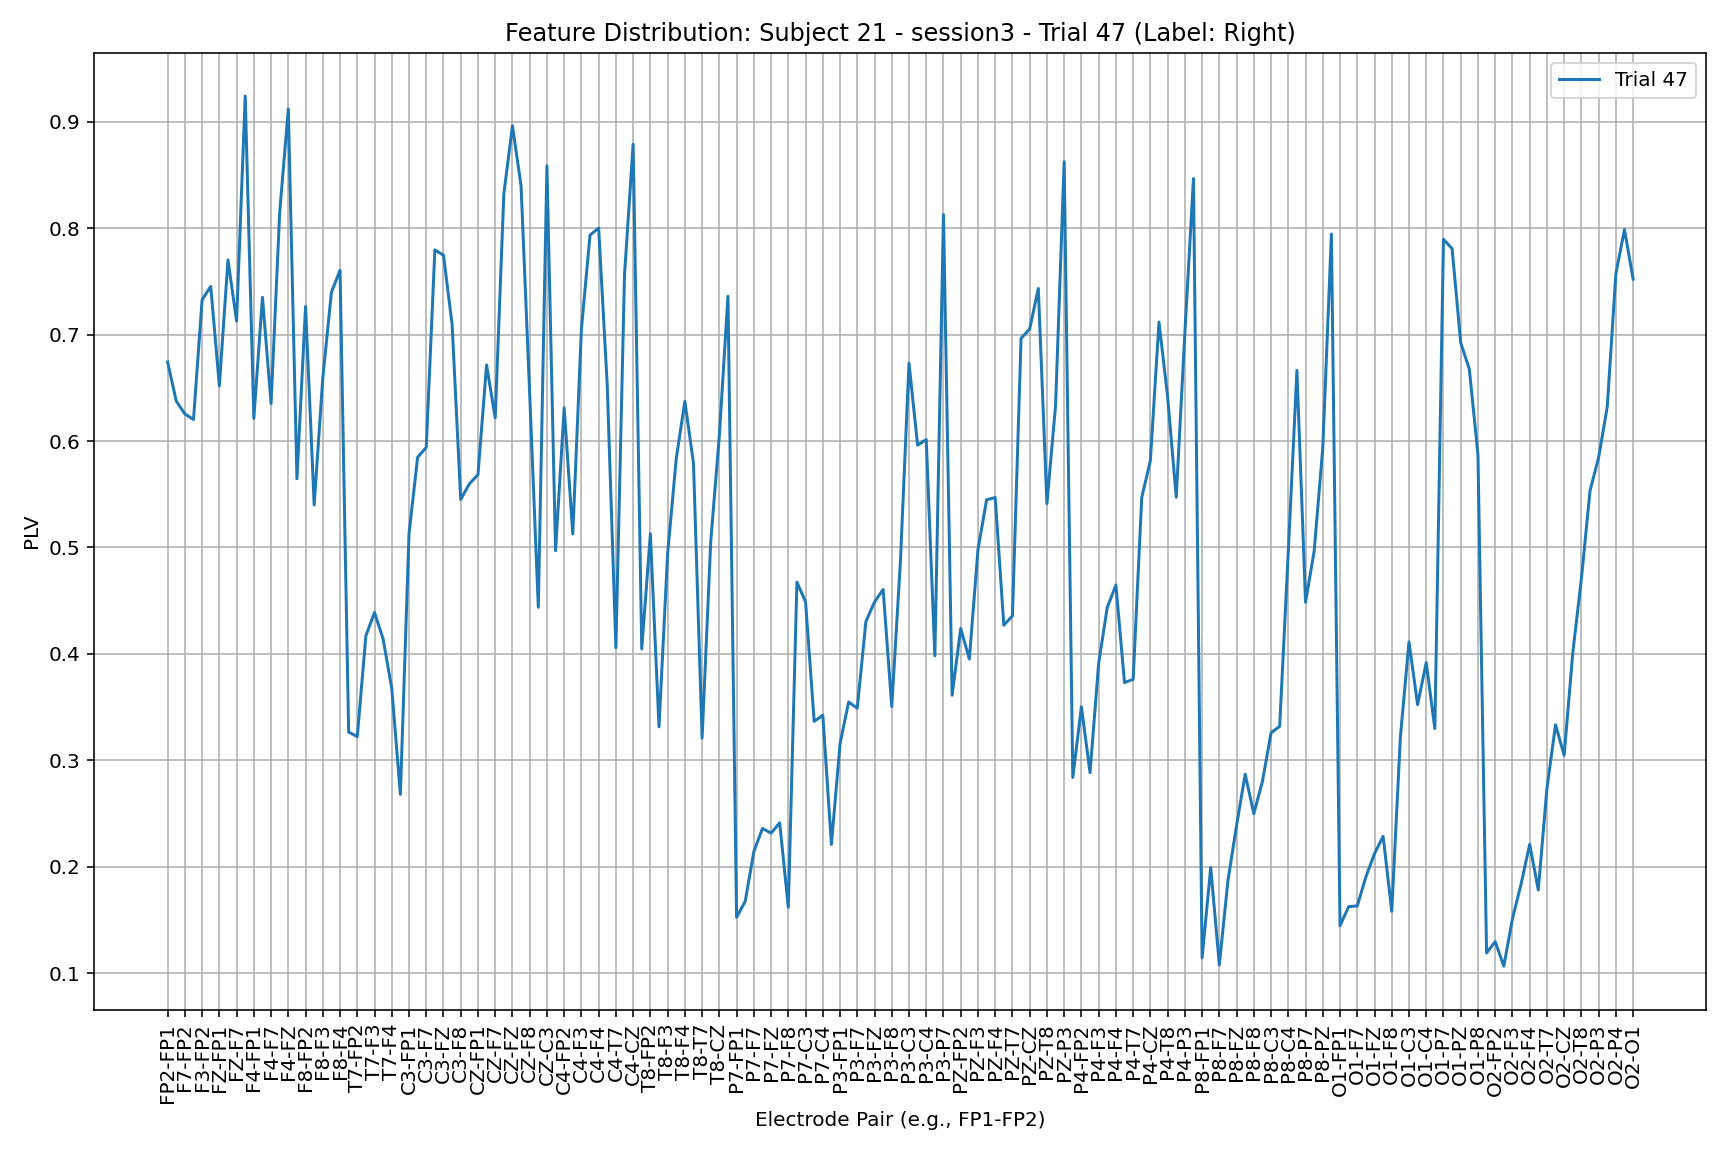 Feature Distribution: Subject 21 - session3 - Trial 47 (Label: Right)
Trial 47
PLV
0.9
0.8
0.7
0.6
0.5
0.4
0.3
0.2
0.1
FP2-FP1
F7-FP2
F3-FP2
FZ-FP1
FZ-F7
F4-FP1
F4-F7
F4-FZ
F8-FP2
F8-F3
F8-F4
T7-FP2
T7-F3
T7-F4
C3-FP1
C3-F7
C3-FZ
C3-F8
CZ-FP1
CZ-F7
CZ-FZ
CZ-F8
CZ-C3
C4-FP2
C4-F3
C4-F4
C4-T7
C4-CZ
T8-FP2
T8-F3
T8-F4
T8-T7
T8-CZ
P7-FP1
P7-F7
P7-FZ
P7-F8
P7-C3
P7-C4
P3-FP1
P3-F7
P3-FZ
P3-F8
P3-C3
P3-C4
P3-P7
PZ-FP2
PZ-F3
PZ-F4
PZ-T7
PZ-CZ
PZ-T8
PZ-P3
P4-FP2
P4-F3
P4-F4
P4-T7
P4-CZ
P4-T8
P4-P3
P8-FP1
P8-F7
P8-FZ
P8-F8
P8-C3
P8-C4
P8-P7
P8-PZ
O1-FP1
O1-F7
O1-FZ
O1-F8
O1-C3
O1-C4
O1-P7
O1-PZ
O1-P8
O2-FP2
O2-F3
O2-F4
O2-T7
O2-CZ
O2-T8
O2-P3
O2-P4
O2-O1
Electrode Pair (e.g., FP1-FP2)